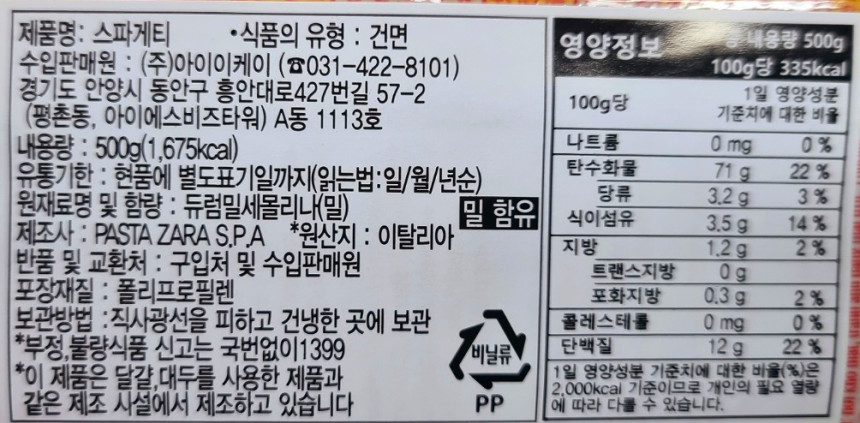 제품명: 스파게티 •식품의 유형 : 건면
수입판매원 : (주)아이이케이 (☎031-422-8101)
경기도 안양시 동안구 흥안대로427번길 57-2
(평촌동, 아이에스비즈타워) A동 1113호
내용량 : 500g(1,675kcal)
유통기한 : 현품에 별도표기일까지(읽는법:일/월/년순)
원재료명 및 함량 : 듀럼밀세몰리나(밀)
밀 함유
제조사 : PASTA ZARA S.P.A *원산지 : 이탈리아
반품 및 교환처 : 구입처 및 수입판매원
포장재질 : 폴리프로필렌
보관방법 :직사광선을 피하고 건냉한 곳에 보관
*부정,불량식품 신고는 국번없이1399
*이 제품은 달걀,대두를 사용한 제품과
같은 제조 시설에서 제조하고 있습니다
비닐류
PP
영양정보
총 내용량 500g
100g당 335kcal
100g당 1일 영양성분
기준치에 대한 비율
나트륨 0 mg 0 %
탄수화물 71 g 22 %
당류 3.2 g 3 %
식이섬유 3.5 g 14 %
지방 1.2 g 2 %
트랜스지방 0 g
포화지방 0.3 g 2 %
콜레스테롤 0 mg 0 %
단백질 12 g 22 %
1일 영양성분 기준치에 대한 비율(%)은
2,000kcal 기준이므로 개인의 필요 열량
에 따라 다를 수 있습니다.